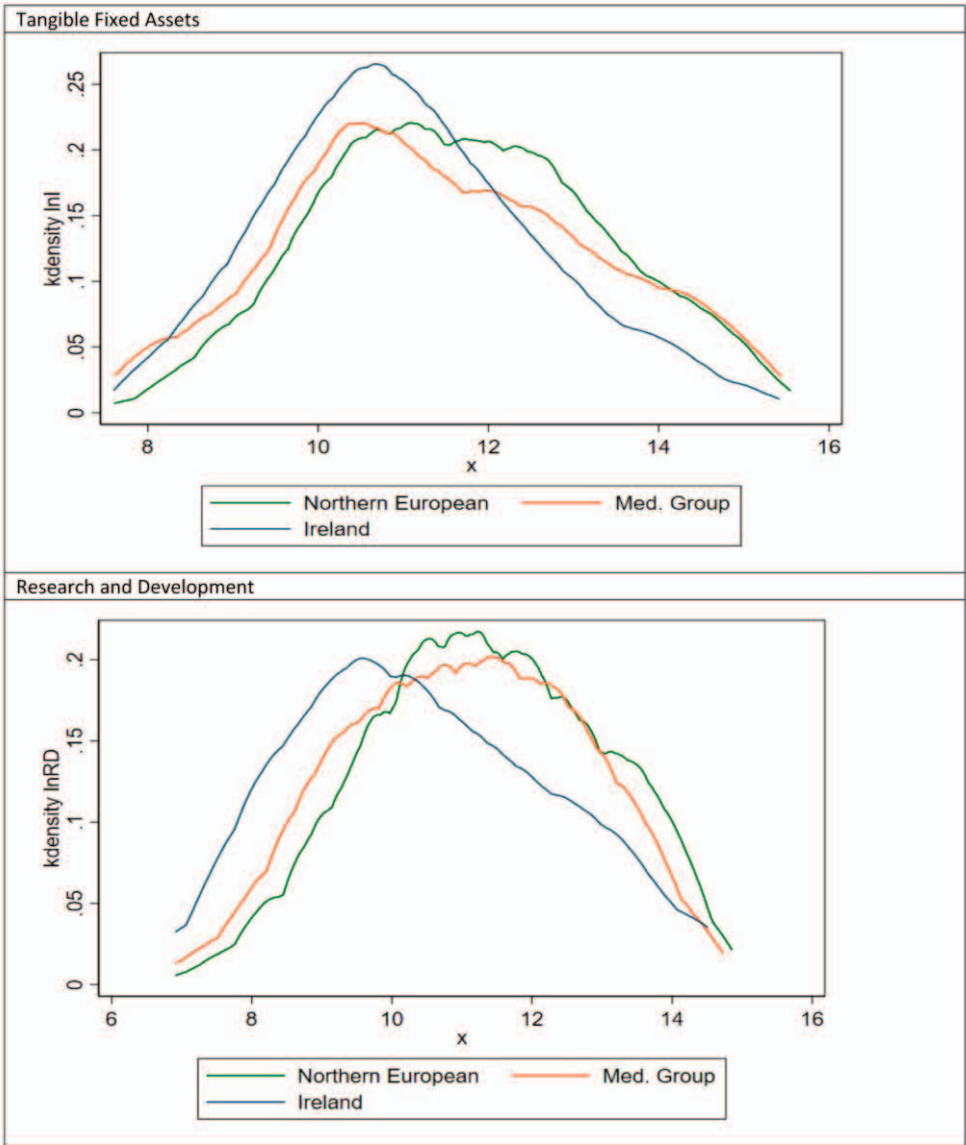 Tangible Fixed Assets
kdensity lnI
.25
.2
.15
.1
.05
0
8 10 12 14 16
x
Northern European Med. Group
Ireland
Research and Development
kdensity lnRD
.2
.15
.1
.05
0
6 8 10 12 14 16
x
Northern European Med. Group
Ireland